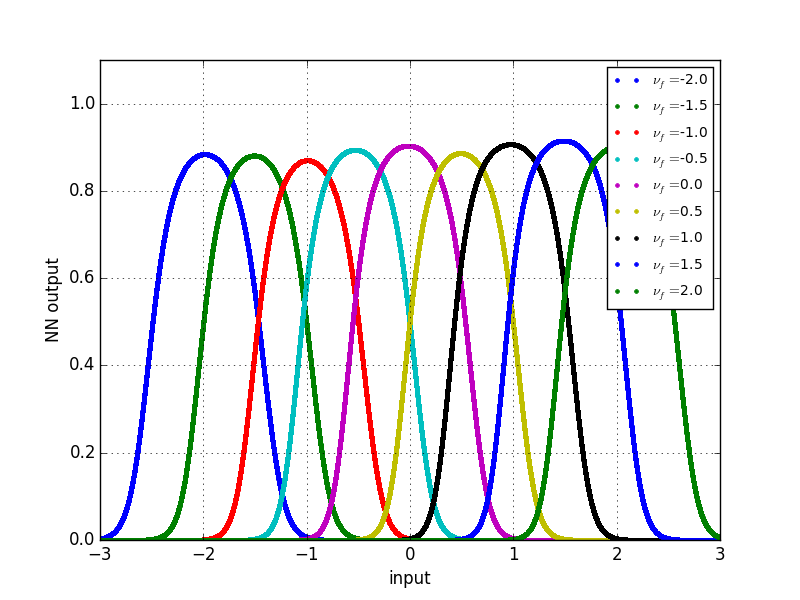 1.0
0.8
0.6
0.4
0.2
0.0
NN output
−3
−2
−1
0
1
2
3
input
ν_f =-2.0
ν_f =-1.5
ν_f =-1.0
ν_f =-0.5
ν_f =0.0
ν_f =0.5
ν_f =1.0
ν_f =1.5
ν_f =2.0